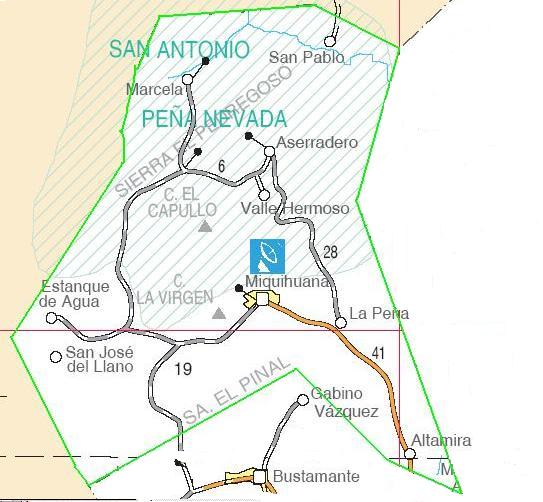 SAN ANTONIO
San Pablo
Marcela
PEÑA NEVADA
SIERRA EL PEDREGOSO
Aserradero
6
C. EL
CAPULLO
Valle Hermoso
28
Estanque
de Agua
C.
LA VIRGEN
Miquihuana
La Peña
San José
del Llano
19
41
SA. EL PINAL
Gabino
Vázquez
Altamira
M
Bustamante